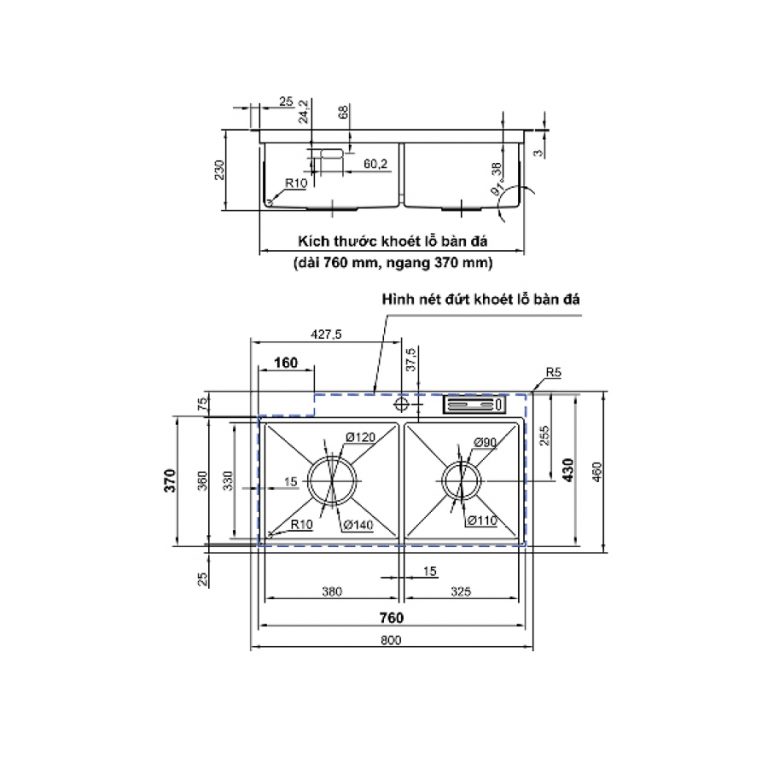 25
24,2
68
230
R10
60,2
38
3
91°
Kích thước khoét lỗ bàn đá
(dài 760 mm, ngang 370 mm)
Hình nét đứt khoét lỗ bàn đá
427,5
37,5
160
R5
75
Ø120
Ø90
255
370
360
330
15
430
460
R10
Ø140
Ø110
25
15
380
325
760
800